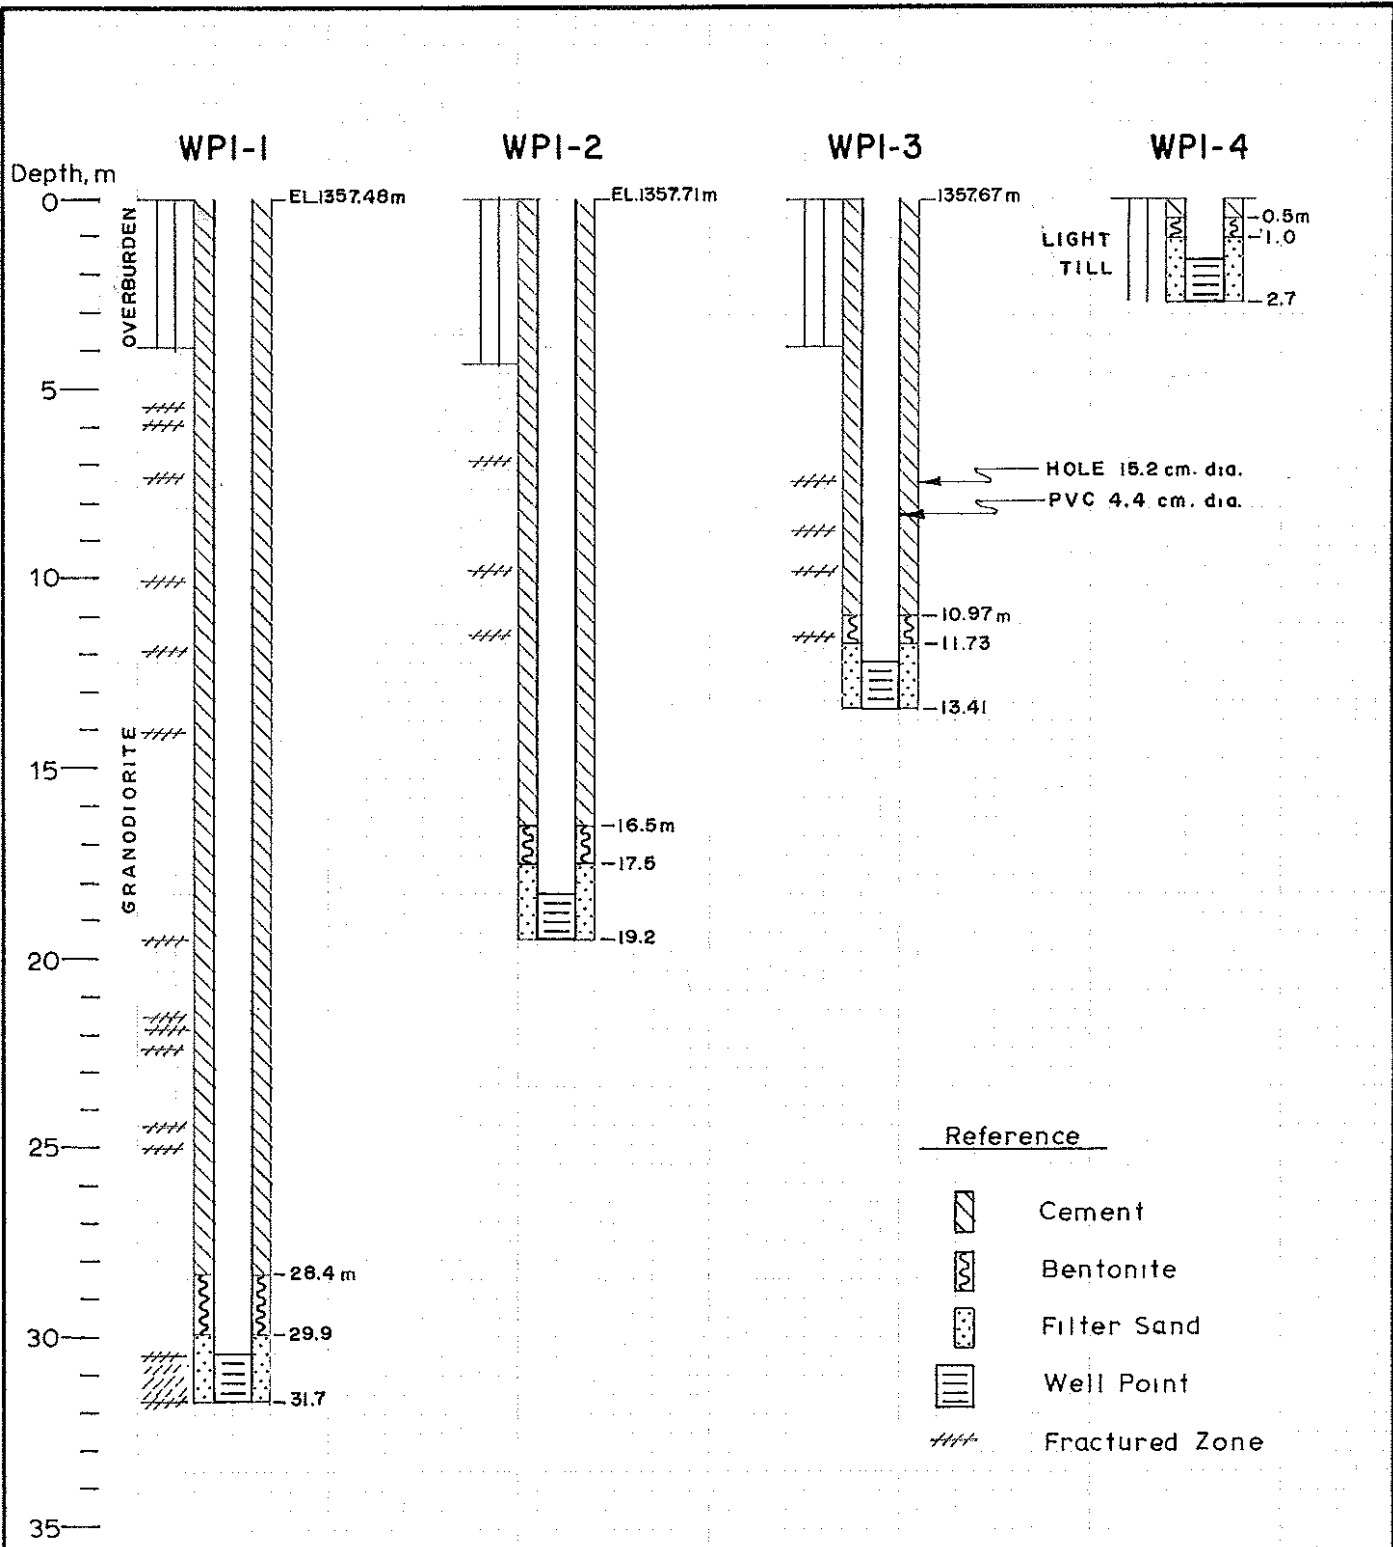 WPI-1
WPI-2
WPI-3
WPI-4
Depth, m
0
5
10
15
20
25
30
35
OVERBURDEN
GRANODIORITE
EL.1357.48m
28.4 m
29.9
31.7
EL.1357.71m
16.5m
17.5
19.2
1357.67m
HOLE 15.2 cm. dia.
PVC 4.4 cm. dia.
10.97m
11.73
13.41
LIGHT
TILL
0.5m
1.0
2.7
Reference
Cement
Bentonite
Filter Sand
Well Point
Fractured Zone